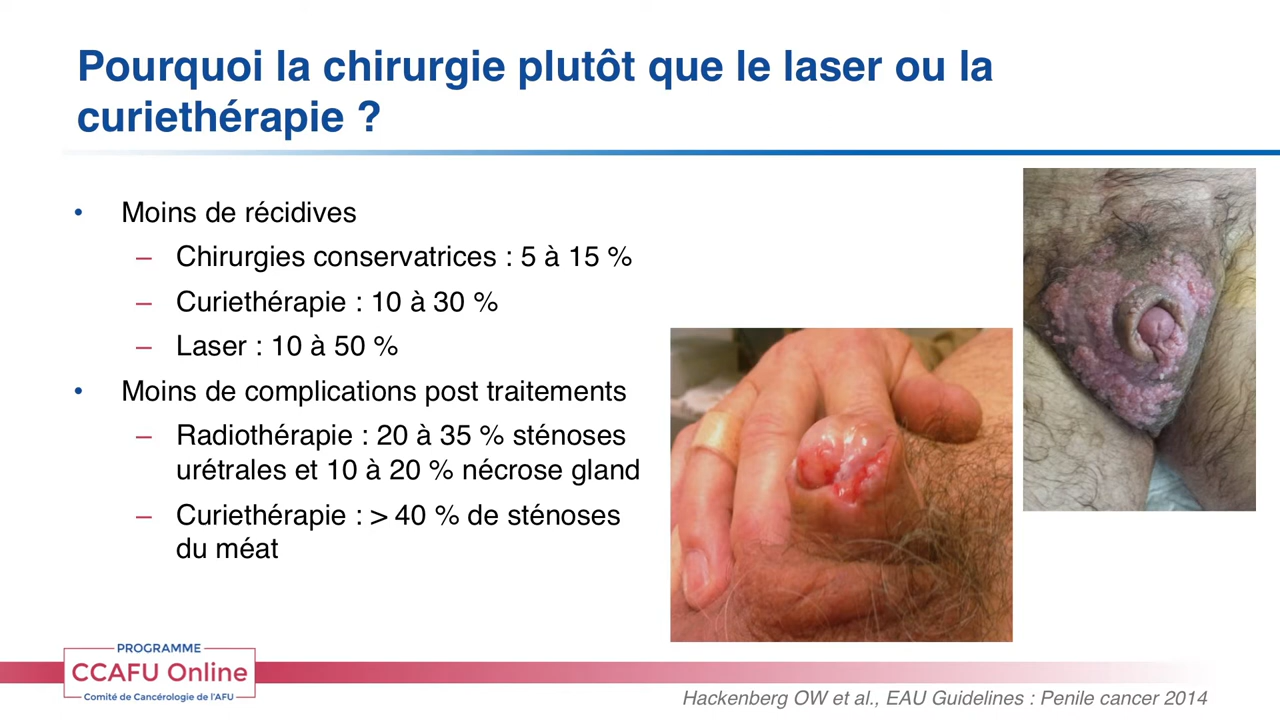 Pourquoi la chirurgie plutôt que le laser ou la
curiethérapie ?
• Moins de récidives
– Chirurgies conservatrices : 5 à 15 %
– Curiethérapie : 10 à 30 %
– Laser : 10 à 50 %
• Moins de complications post traitements
– Radiothérapie : 20 à 35 % sténoses
urétrales et 10 à 20 % nécrose gland
– Curiethérapie : > 40 % de sténoses
du méat
PROGRAMME
CCAFU Online
Comité de Cancérologie de l'AFU
Hackenberg OW et al., EAU Guidelines : Penile cancer 2014